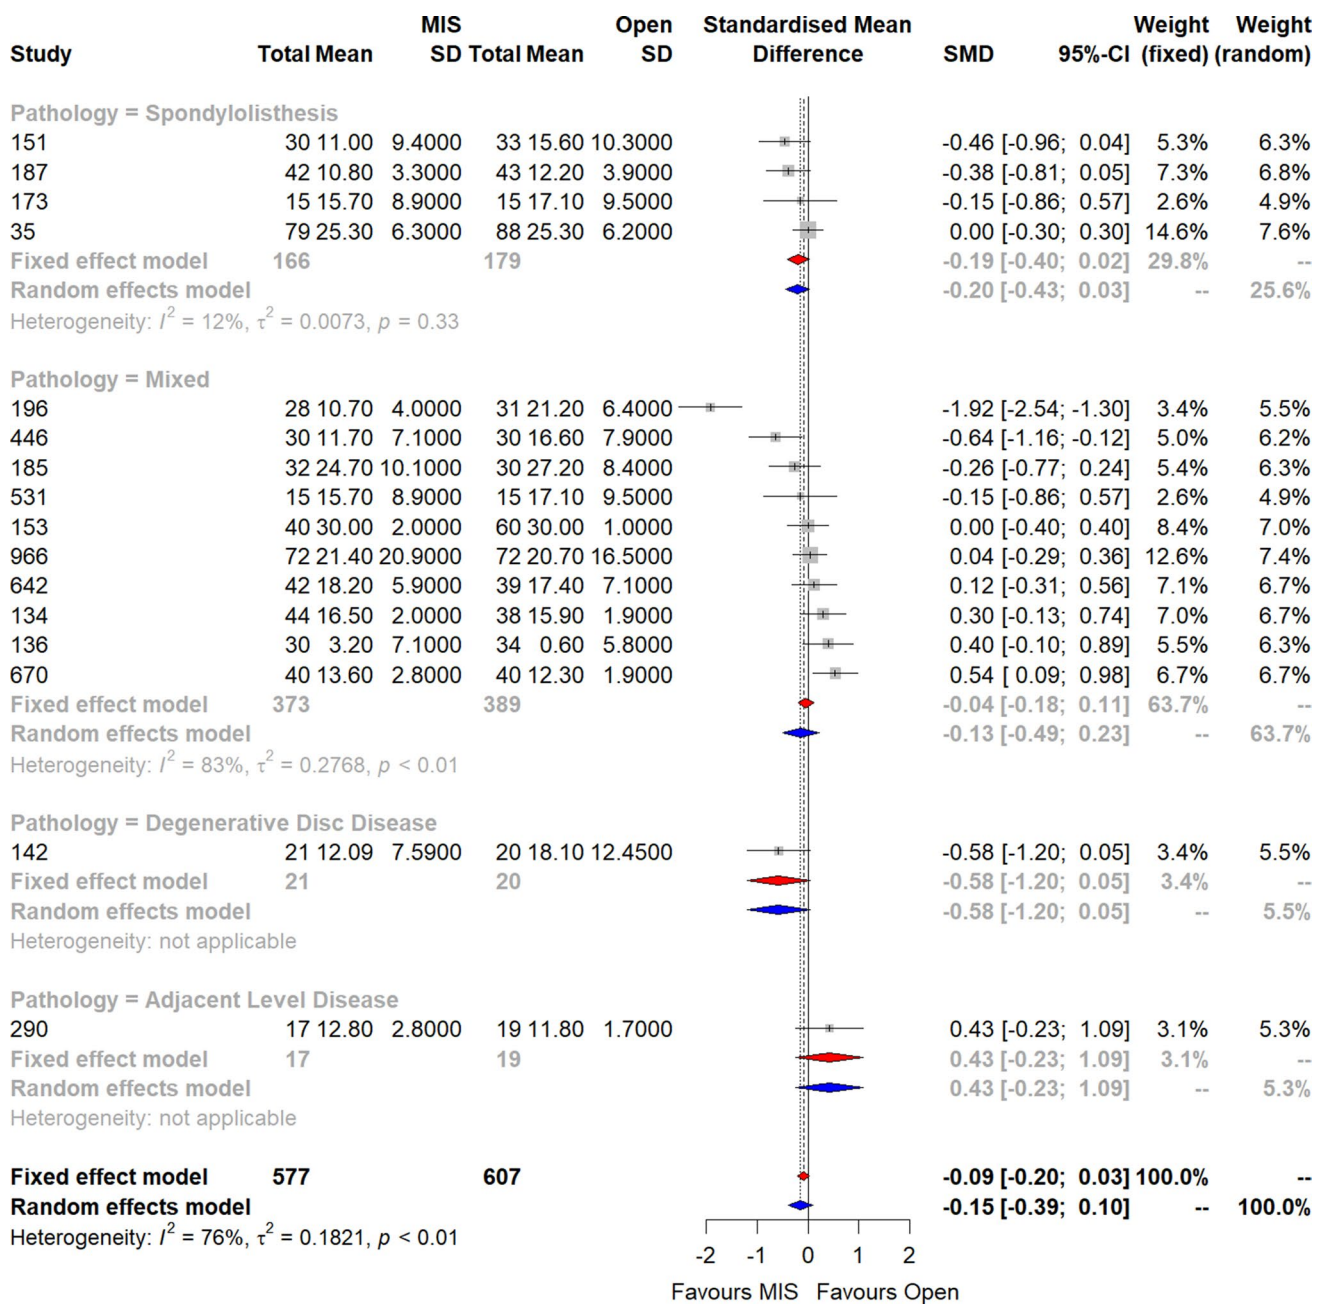 MIS Open Standardised Mean Weight Weight
Study Total Mean SD Total Mean SD Difference SMD 95%-CI (fixed) (random)
Pathology = Spondylolisthesis
151 30 11.00 9.4000 33 15.60 10.3000 -0.46 [-0.96; 0.04] 5.3% 6.3%
187 42 10.80 3.3000 43 12.20 3.9000 -0.38 [-0.81; 0.05] 7.3% 6.8%
173 15 15.70 8.9000 15 17.10 9.5000 -0.15 [-0.86; 0.57] 2.6% 4.9%
35 79 25.30 6.3000 88 25.30 6.2000 0.00 [-0.30; 0.30] 14.6% 7.6%
Fixed effect model 166 179 -0.19 [-0.40; 0.02] 29.8% --
Random effects model -0.20 [-0.43; 0.03] -- 25.6%
Heterogeneity: I² = 12%, τ² = 0.0073, p = 0.33
Pathology = Mixed
196 28 10.70 4.0000 31 21.20 6.4000 -1.92 [-2.54; -1.30] 3.4% 5.5%
446 30 11.70 7.1000 30 16.60 7.9000 -0.64 [-1.16; -0.12] 5.0% 6.2%
185 32 24.70 10.1000 30 27.20 8.4000 -0.26 [-0.77; 0.24] 5.4% 6.3%
531 15 15.70 8.9000 15 17.10 9.5000 -0.15 [-0.86; 0.57] 2.6% 4.9%
153 40 30.00 2.0000 60 30.00 1.0000 0.00 [-0.40; 0.40] 8.4% 7.0%
966 72 21.40 20.9000 72 20.70 16.5000 0.04 [-0.29; 0.36] 12.6% 7.4%
642 42 18.20 5.9000 39 17.40 7.1000 0.12 [-0.31; 0.56] 7.1% 6.7%
134 44 16.50 2.0000 38 15.90 1.9000 0.30 [-0.13; 0.74] 7.0% 6.7%
136 30 3.20 7.1000 34 0.60 5.8000 0.40 [-0.10; 0.89] 5.5% 6.3%
670 40 13.60 2.8000 40 12.30 1.9000 0.54 [ 0.09; 0.98] 6.7% 6.7%
Fixed effect model 373 389 -0.04 [-0.18; 0.11] 63.7% --
Random effects model -0.13 [-0.49; 0.23] -- 63.7%
Heterogeneity: I² = 83%, τ² = 0.2768, p < 0.01
Pathology = Degenerative Disc Disease
142 21 12.09 7.5900 20 18.10 12.4500 -0.58 [-1.20; 0.05] 3.4% 5.5%
Fixed effect model 21 20 -0.58 [-1.20; 0.05] 3.4% --
Random effects model -0.58 [-1.20; 0.05] -- 5.5%
Heterogeneity: not applicable
Pathology = Adjacent Level Disease
290 17 12.80 2.8000 19 11.80 1.7000 0.43 [-0.23; 1.09] 3.1% 5.3%
Fixed effect model 17 19 0.43 [-0.23; 1.09] 3.1% --
Random effects model 0.43 [-0.23; 1.09] -- 5.3%
Heterogeneity: not applicable
Fixed effect model 577 607 -0.09 [-0.20; 0.03] 100.0% --
Random effects model -0.15 [-0.39; 0.10] -- 100.0%
Heterogeneity: I² = 76%, τ² = 0.1821, p < 0.01
-2 -1 0 1 2
Favours MIS Favours Open